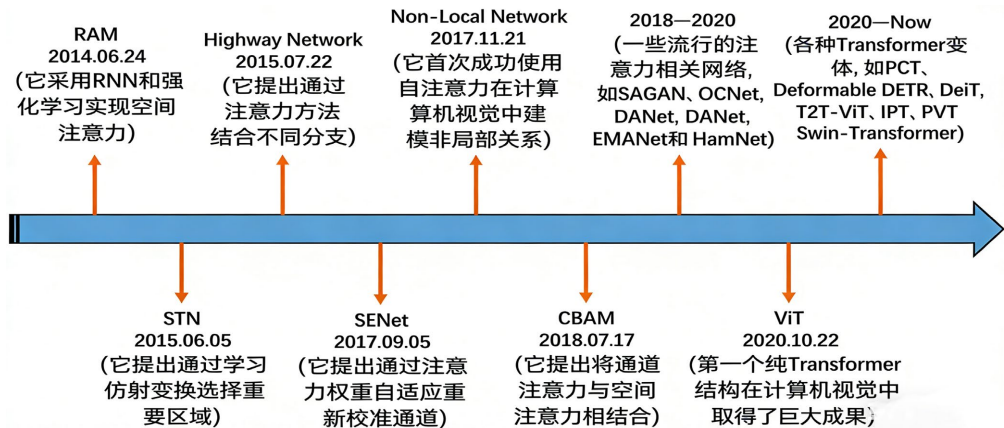 RAM
2014.06.24
(它采用RNN和强
化学习实现空间
注意力)
Highway Network
2015.07.22
(它提出通过
注意力方法
结合不同分支)
Non-Local Network
2017.11.21
(它首次成功使用
自注意力在计算
算机视觉中建
模非局部关系)
2018—2020
(一些流行的注
意力相关网络,
如SAGAN、OCNet,
DANet, DANet,
EMANet和 HamNet)
2020—Now
(各种Transformer变
体, 如PCT、
Deformable DETR, DeiT,
T2T-ViT、IPT、PVT
Swin-Transformer)
STN
2015.06.05
(它提出通过学习
仿射变换选择重
要区域)
SENet
2017.09.05
(它提出通过注意
力权重自适应重
新校准通道)
CBAM
2018.07.17
(它提出将通道
注意力与空间
注意力相结合)
ViT
2020.10.22
(第一个纯Transformer
结构在计算机视觉中
取得了巨大成果)